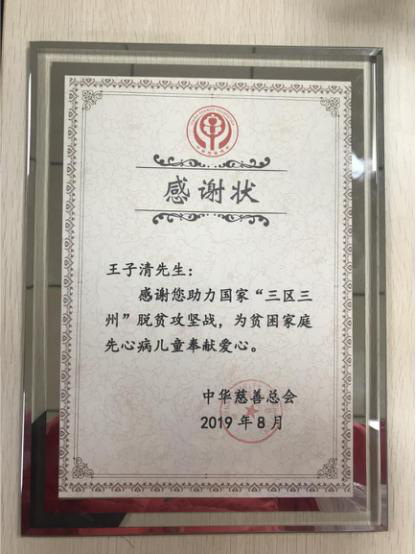 感谢状
王子清先生：
感谢您助力国家“三区三
州”脱贫攻坚战，为贫困家庭
先心病儿童奉献爱心。
中华慈善总会
2019年8月